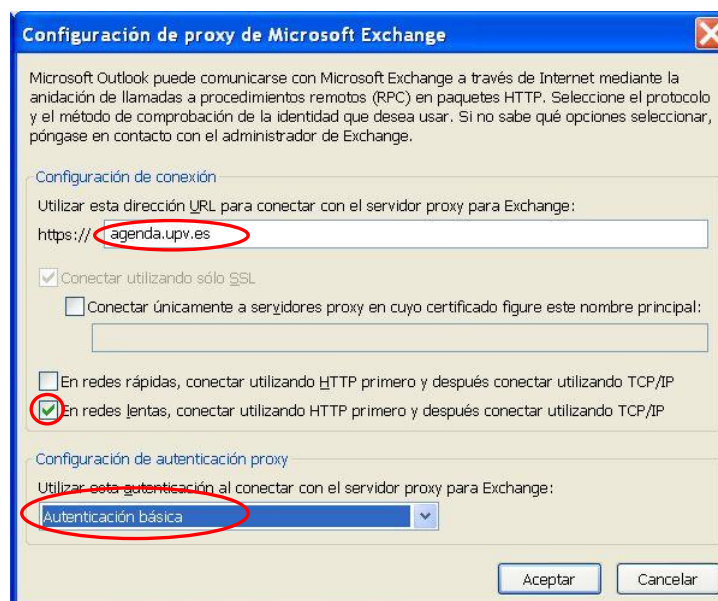 Configuración de proxy de Microsoft Exchange
Microsoft Outlook puede comunicarse con Microsoft Exchange a través de Internet mediante la
anidación de llamadas a procedimientos remotos (RPC) en paquetes HTTP. Seleccione el protocolo
y el método de comprobación de la identidad que desea usar. Si no sabe qué opciones seleccionar,
póngase en contacto con el administrador de Exchange.
Configuración de conexión
Utilizar esta dirección URL para conectar con el servidor proxy para Exchange:
https:// agenda.upv.es
Conectar utilizando sólo SSL
Conectar únicamente a servidores proxy en cuyo certificado figure este nombre principal:
En redes rápidas, conectar utilizando HTTP primero y después conectar utilizando TCP/IP
En redes lentas, conectar utilizando HTTP primero y después conectar utilizando TCP/IP
Configuración de autenticación proxy
Utilizar esta autenticación al conectar con el servidor proxy para Exchange:
Autenticación básica
Aceptar Cancelar